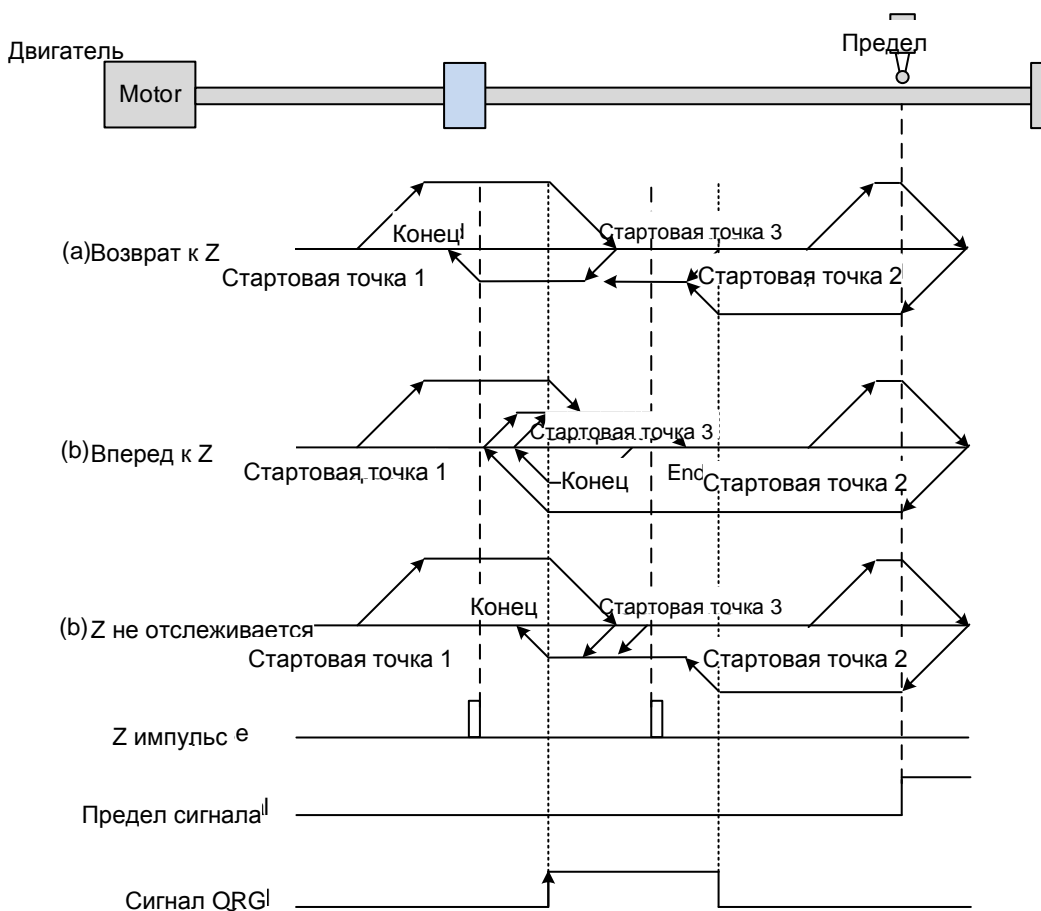 Двигатель
Предел
Motor
(a)Возврат к Z
Конец
Стартовая точка 3
Стартовая точка 1
Стартовая точка 2
(b)Вперед к Z
Стартовая точка 3
Стартовая точка 1
Конец
End
Стартовая точка 2
(b)Z не отслеживается
Конец
Стартовая точка 3
Стартовая точка 1
Стартовая точка 2
Z импульс e
Предел сигнала l
Сигнал ORG l